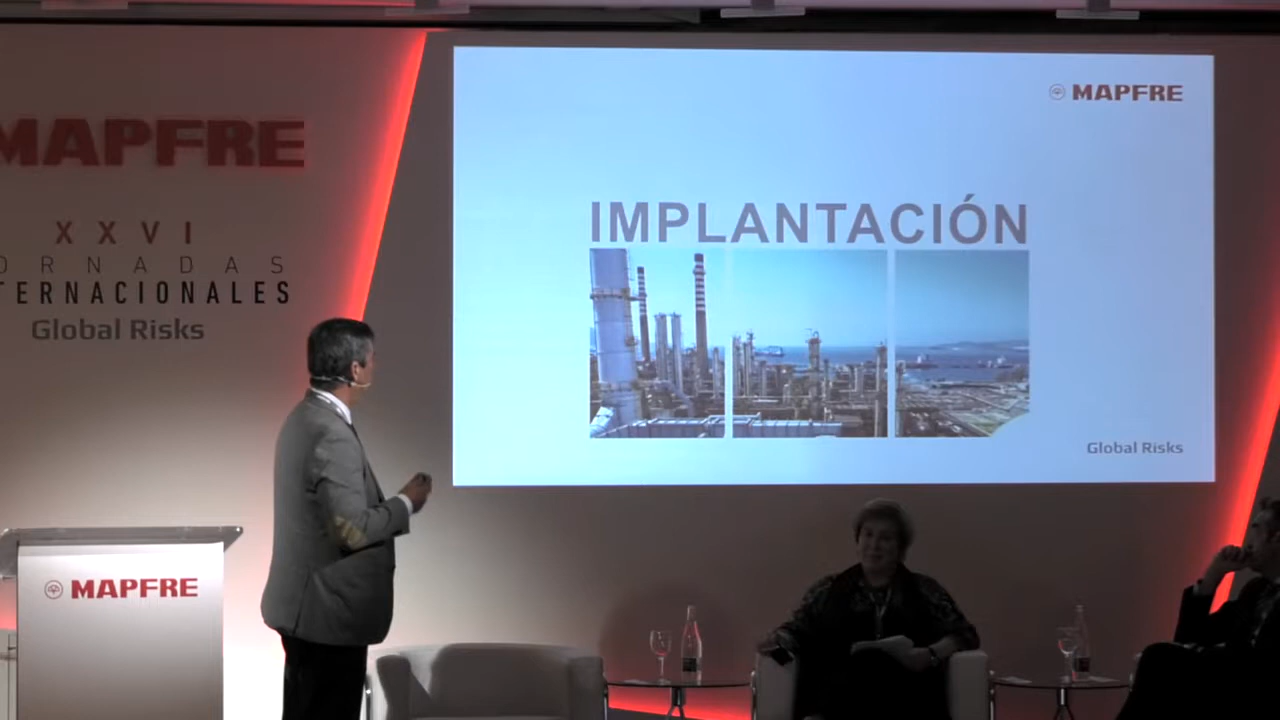 MAPFRE
XXVI
ORNADAS
TERNACIONALES
Global Risks
MAPFRE
IMPLANTACIÓN
Global Risks
MAPFRE